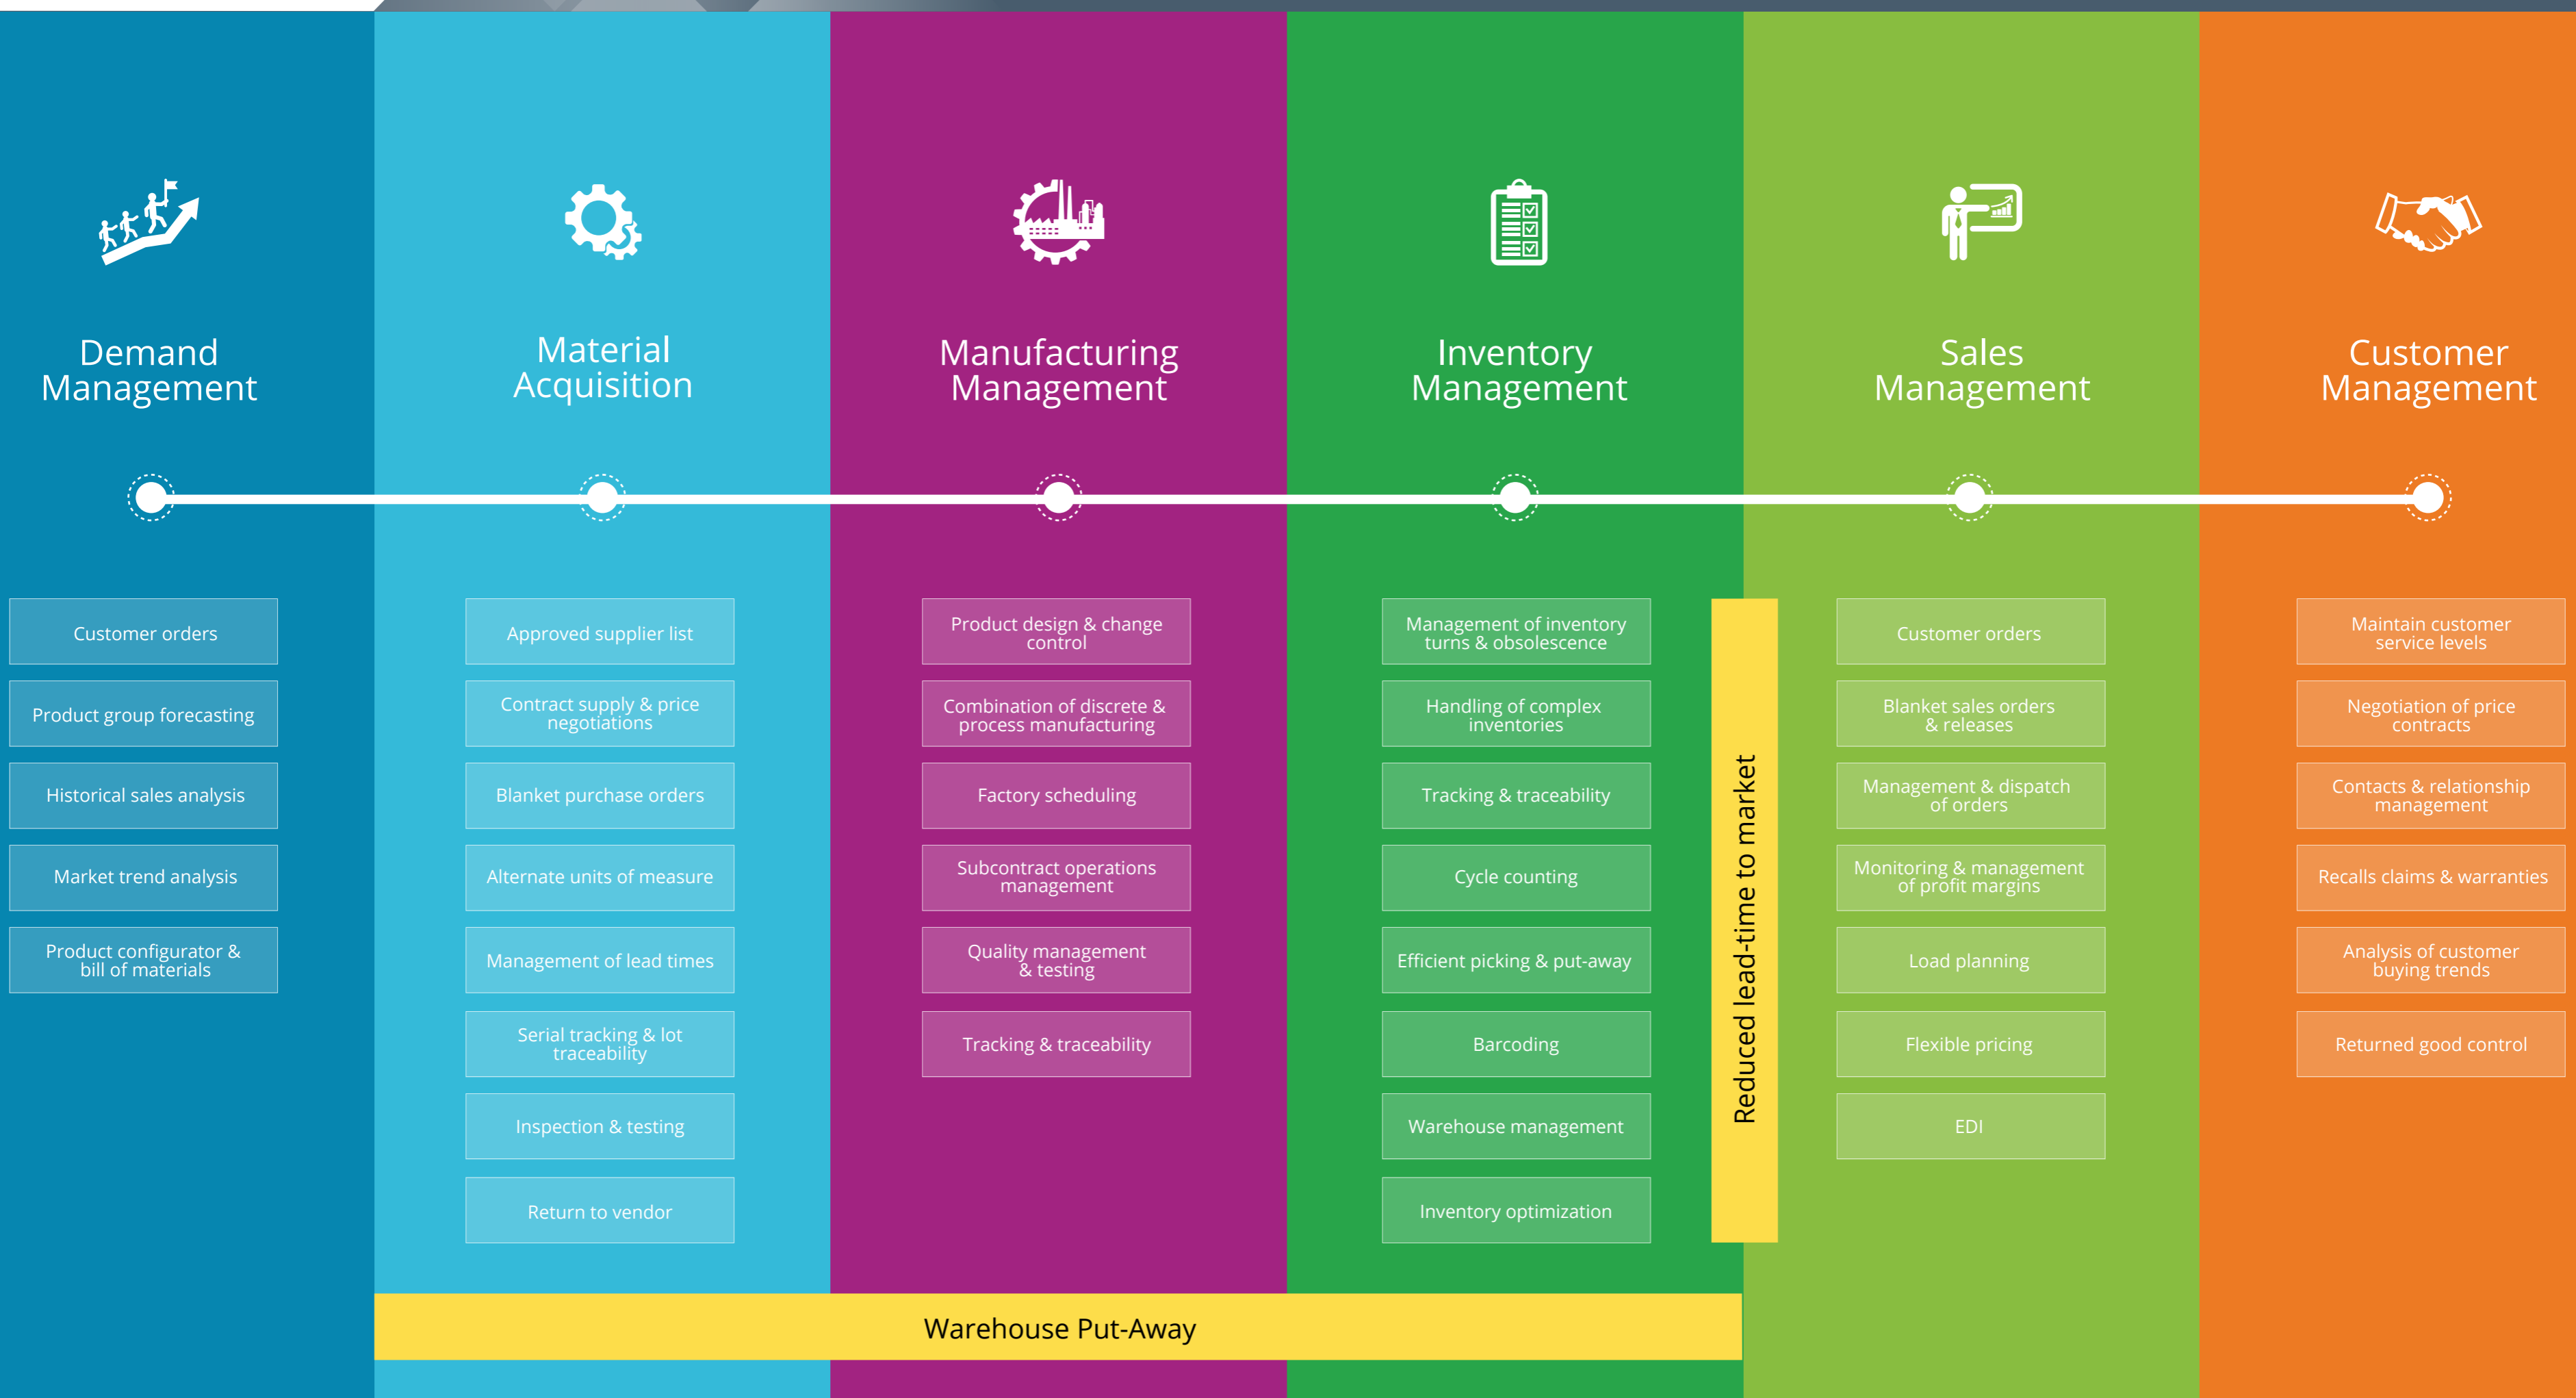 Demand
Management
Material
Acquisition
Manufacturing
Management
Inventory
Management
Sales
Management
Customer
Management
Customer orders
Product group forecasting
Historical sales analysis
Market trend analysis
Product configurator &
bill of materials
Approved supplier list
Contract supply & price
negotiations
Blanket purchase orders
Alternate units of measure
Management of lead times
Serial tracking & lot
traceability
Inspection & testing
Return to vendor
Product design & change
control
Combination of discrete &
process manufacturing
Factory scheduling
Subcontract operations
management
Quality management
& testing
Tracking & traceability
Management of inventory
turns & obsolescence
Handling of complex
inventories
Tracking & traceability
Cycle counting
Efficient picking & put-away
Barcoding
Warehouse management
Inventory optimization
Reduced lead-time to market
Customer orders
Blanket sales orders
& releases
Management & dispatch
of orders
Monitoring & management
of profit margins
Load planning
Flexible pricing
EDI
Maintain customer
service levels
Negotiation of price
contracts
Contacts & relationship
management
Recalls claims & warranties
Analysis of customer
buying trends
Returned good control
Warehouse Put-Away